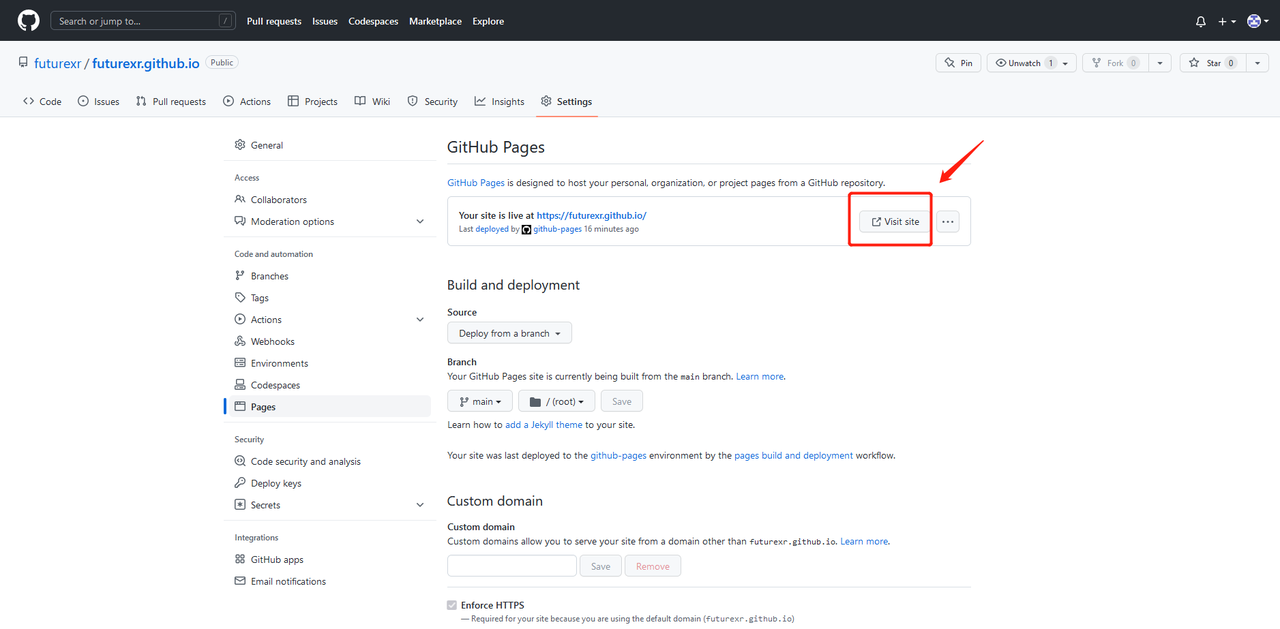 Search or jump to... /
Pull requests Issues Codespaces Marketplace Explore
futurexr / futurexr.github.io Public
Pin Unwatch 1 Fork 0 Star 0
Code Issues Pull requests Actions Projects Wiki Security Insights Settings
General
Access
Collaborators
Moderation options
Code and automation
Branches
Tags
Actions
Webhooks
Environments
Codespaces
Pages
Security
Code security and analysis
Deploy keys
Secrets
Integrations
GitHub apps
Email notifications
GitHub Pages
GitHub Pages is designed to host your personal, organization, or project pages from a GitHub repository.
Your site is live at https://futurexr.github.io/
Last deployed by github-pages 16 minutes ago
Visit site
Build and deployment
Source
Deploy from a branch
Branch
Your GitHub Pages site is currently being built from the main branch. Learn more.
main / (root) Save
Learn how to add a Jekyll theme to your site.
Your site was last deployed to the github-pages environment by the pages build and deployment workflow.
Custom domain
Custom domain
Custom domains allow you to serve your site from a domain other than futurexr.github.io. Learn more.
Save Remove
Enforce HTTPS
— Required for your site because you are using the default domain (futurexr.github.io)